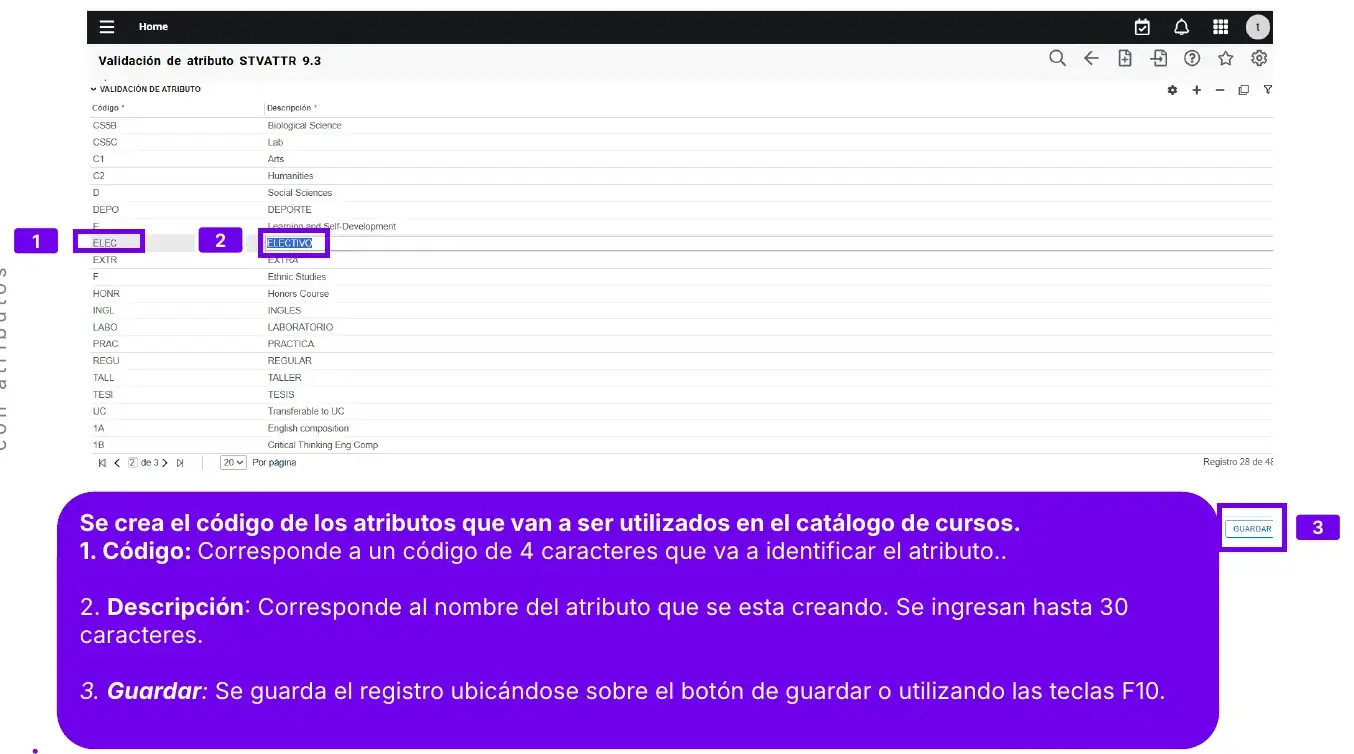 Home
t
Validación de atributo STVATTR 9.3
VALIDACIÓN DE ATRIBUTO
Código * Descripción *
CS5B Biological Science
CS5C Lab
C1 Arts
C2 Humanities
D Social Sciences
DEPO DEPORTE
E Learning and Self-Development
1 ELEC 2 ELECTIVO
EXTR EXTRA
F Ethnic Studies
HONR Honors Course
INGL INGLES
LABO LABORATORIO
PRAC PRACTICA
REGU REGULAR
TALL TALLER
TESI TESIS
UC Transferable to UC
1A English composition
1B Critical Thinking Eng Comp
2 de 3 20 Por página Registro 28 de 48
con atributos
Se crea el código de los atributos que van a ser utilizados en el catálogo de cursos.
1. Código: Corresponde a un código de 4 caracteres que va a identificar el atributo..
2. Descripción: Corresponde al nombre del atributo que se esta creando. Se ingresan hasta 30
caracteres.
3. Guardar: Se guarda el registro ubicándose sobre el botón de guardar o utilizando las teclas F10.
GUARDAR 3